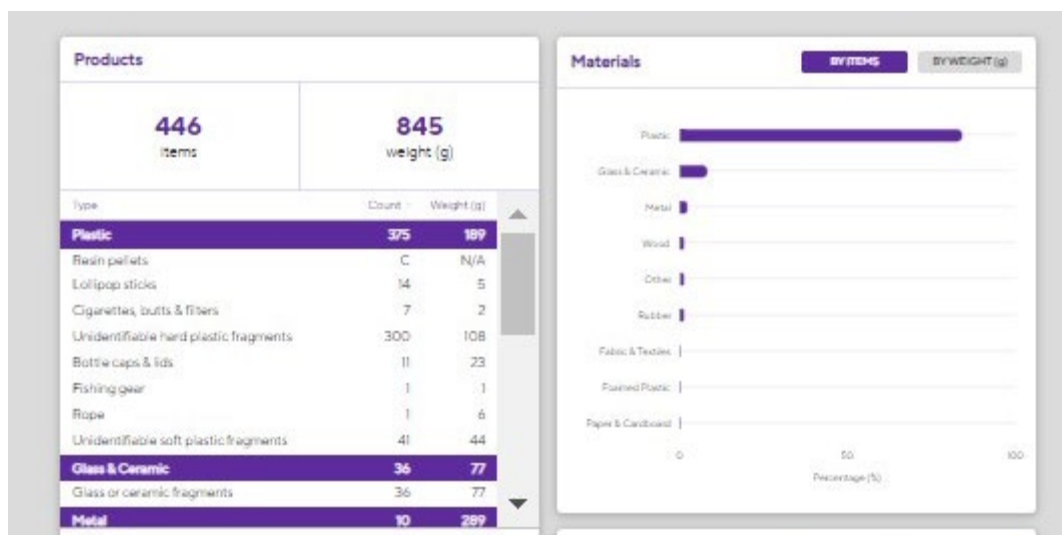 Products
446
Items
845
weight (g)
Type Count Weight (g)
Plastic 375 189
Resin pellets C N/A
Lollipop sticks 14 5
Cigarettes, butts & filters 7 2
Unidentifiable hard plastic fragments 300 108
Bottle caps & lids 11 23
Fishing gear 1 1
Rope 1 6
Unidentifiable soft plastic fragments 41 44
Glass & Ceramic 36 77
Glass or ceramic fragments 36 77
Metal 10 289
Materials
BY ITEMS BY WEIGHT (g)
Plastic
Glass & Ceramic
Metal
Wood
Other
Rubber
Fabric & Textiles
Foamed Plastic
Paper & Cardboard
0 50 100
Percentage (%)